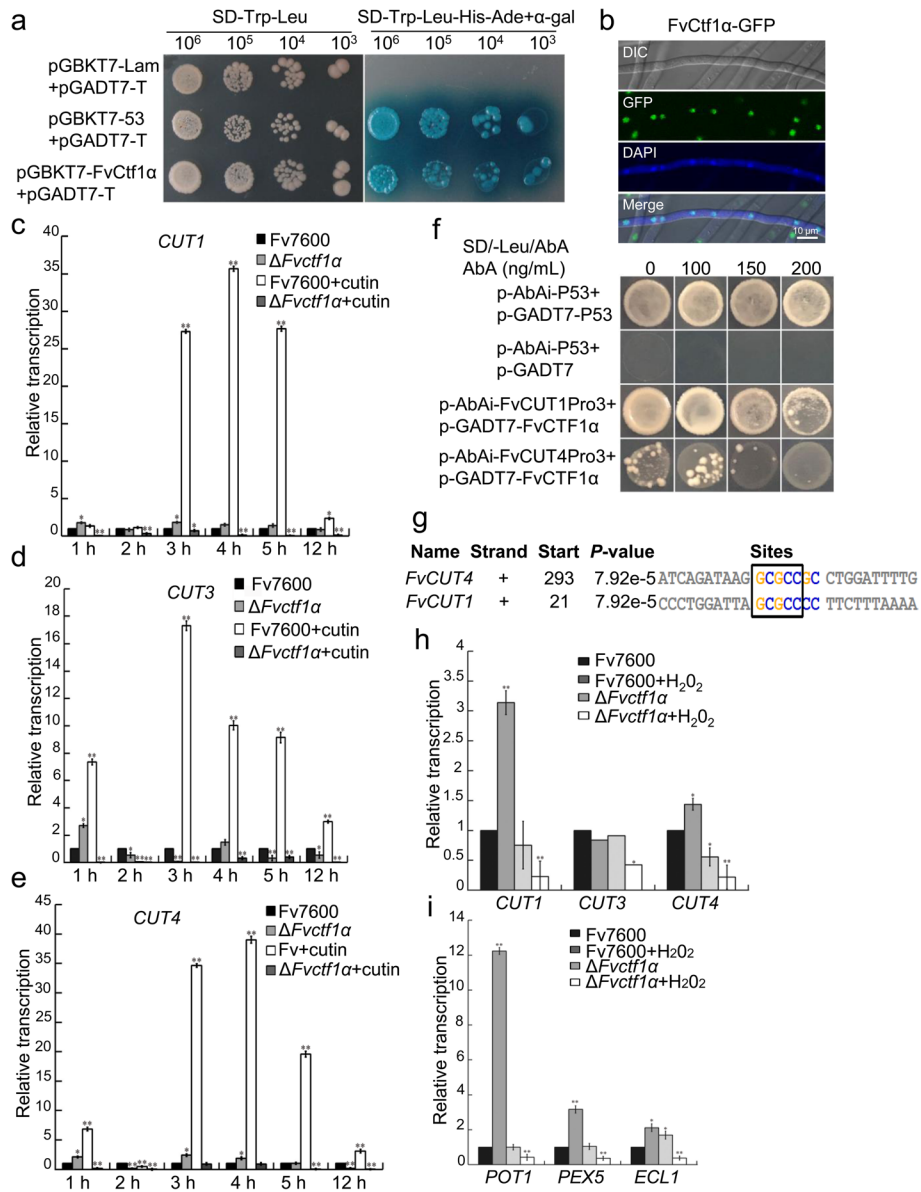 a
SD-Trp-Leu
SD-Trp-Leu-His-Ade+α-gal
10⁶ 10⁵ 10⁴ 10³ 10⁶ 10⁵ 10⁴ 10³
pGBKT7-Lam
+pGADT7-T
pGBKT7-53
+pGADT7-T
pGBKT7-FvCtf1α
+pGADT7-T
b
FvCtf1α-GFP
DIC
GFP
DAPI
Merge
10 μm
c
CUT1
Fv7600
ΔFvctf1α
Fv7600+cutin
ΔFvctf1α+cutin
Relative transcription
40
35
30
25
20
15
10
5
0
* ** ** * * ** ** ** ** * **
1 h 2 h 3 h 4 h 5 h 12 h
d
CUT3
Fv7600
ΔFvctf1α
Fv7600+cutin
ΔFvctf1α+cutin
Relative transcription
20
18
16
14
12
10
8
6
4
2
0
* ** ** * ** ** ** ** ** ** ** ** ** ** * ** **
1 h 2 h 3 h 4 h 5 h 12 h
e
CUT4
Fv7600
ΔFvctf1α
Fv+cutin
ΔFvctf1α+cutin
Relative transcription
45
40
35
30
25
20
15
10
5
0
* ** ** ** ** ** * ** * ** ** ** ** ** **
1 h 2 h 3 h 4 h 5 h 12 h
f
SD/-Leu/AbA
AbA (ng/mL) 0 100 150 200
p-AbAi-P53+
p-GADT7-P53
p-AbAi-P53+
p-GADT7
p-AbAi-FvCUT1Pro3+
p-GADT7-FvCTF1α
p-AbAi-FvCUT4Pro3+
p-GADT7-FvCTF1α
g
Name Strand Start P-value Sites
FvCUT4 + 293 7.92e-5 ATCAGATAAG GCGCCGC CTGGATTTTG
FvCUT1 + 21 7.92e-5 CCCTGGATTA GCGCCCC TTCTTTAAAA
h
Fv7600
Fv7600+H₂0₂
ΔFvctf1α
ΔFvctf1α+H₂0₂
Relative transcription
4
3.5
3
2.5
2
1.5
1
0.5
0
** ** * * * **
CUT1 CUT3 CUT4
i
Fv7600
Fv7600+H₂0₂
ΔFvctf1α
ΔFvctf1α+H₂0₂
Relative transcription
14
12
10
8
6
4
2
0
** ** ** ** * * **
POT1 PEX5 ECL1